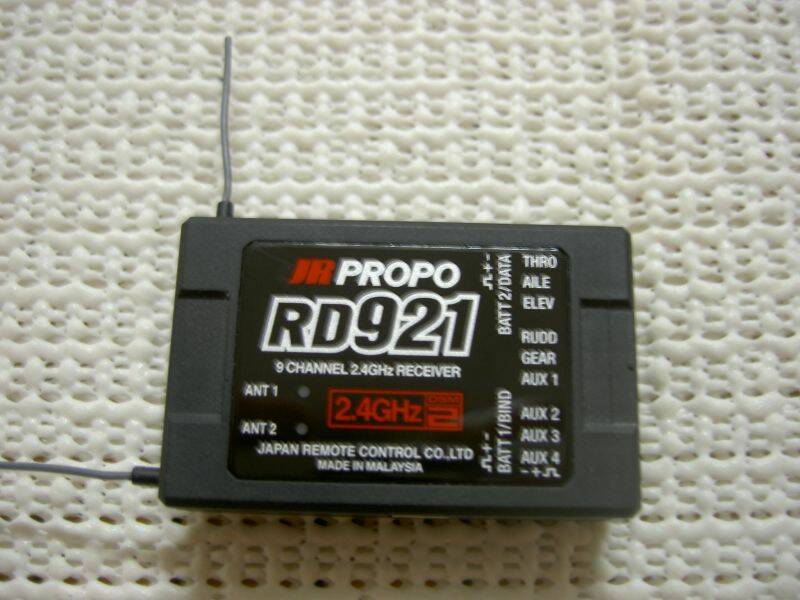 JR PROPO
RD921
9 CHANNEL 2.4GHz RECEIVER
ANT 1
ANT 2
2.4GHz DSM 2
JAPAN REMOTE CONTROL CO.,LTD
MADE IN MALAYSIA
BATT 2/DATA
BATT 1/BIND
THRO
AILE
ELEV
RUDD
GEAR
AUX 1
AUX 2
AUX 3
AUX 4